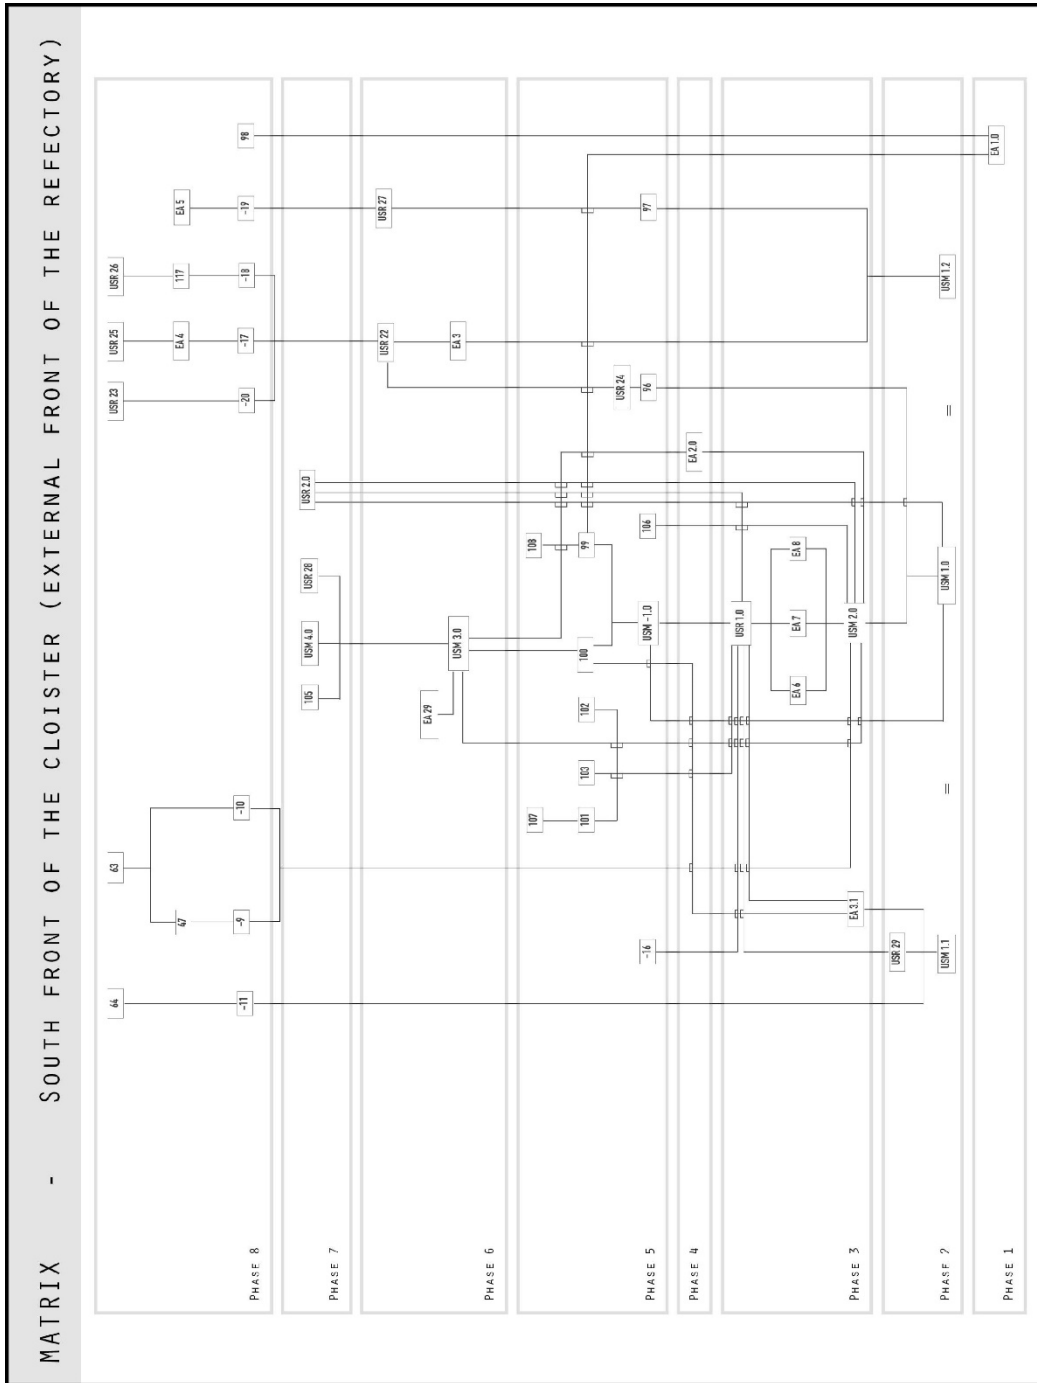 MATRIX - SOUTH FRONT OF THE CLOISTER (EXTERNAL FRONT OF THE REFECTORY)
PHASE 8
64
63
USR 23
USR 25
USR 26
47
EA 4
117
EA 5
-11
-9
-10
-20
-17
-18
-19
98
PHASE 7
105
USM 4.0
USR 28
USR 2.0
PHASE 6
USR 22
USR 27
EA 29
USM 3.0
EA 3
PHASE 5
107
108
101
103
102
100
99
USR 24
-16
USM -1.0
106
96
97
PHASE 4
EA 2.0
PHASE 3
USR 1.0
EA 6
EA 7
EA 8
EA 3.1
USM 2.0
PHASE 2
USR 29
USM 1.1
=
USM 1.0
=
USM 1.2
PHASE 1
EA 1.0